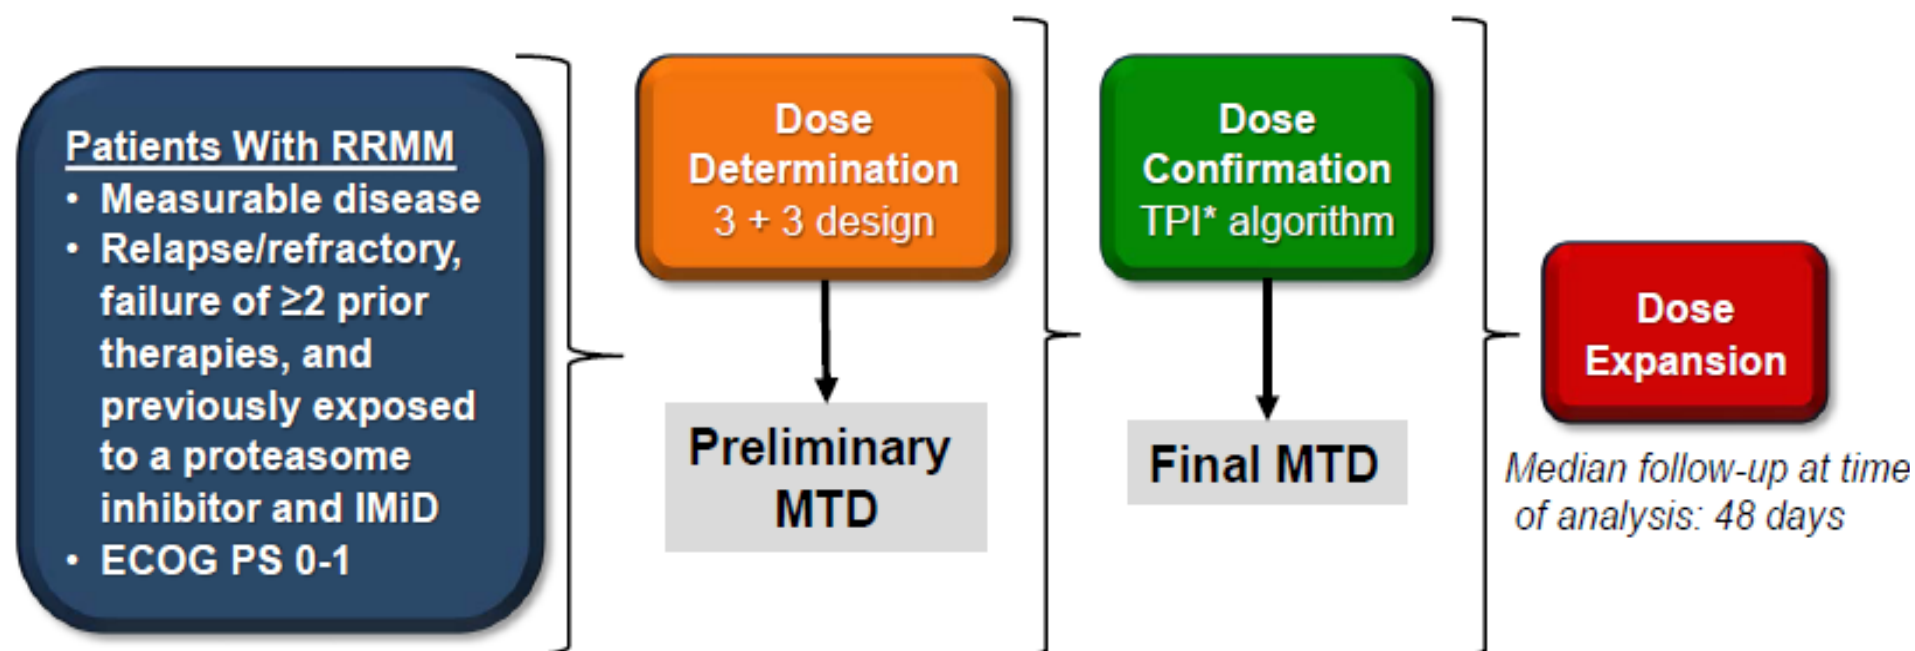 Patients With RRMM
• Measurable disease
• Relapse/refractory,
failure of ≥2 prior
therapies, and
previously exposed
to a proteasome
inhibitor and IMiD
• ECOG PS 0-1
Dose
Determination
3 + 3 design
Preliminary
MTD
Dose
Confirmation
TPI* algorithm
Final MTD
Dose
Expansion
Median follow-up at time
of analysis: 48 days